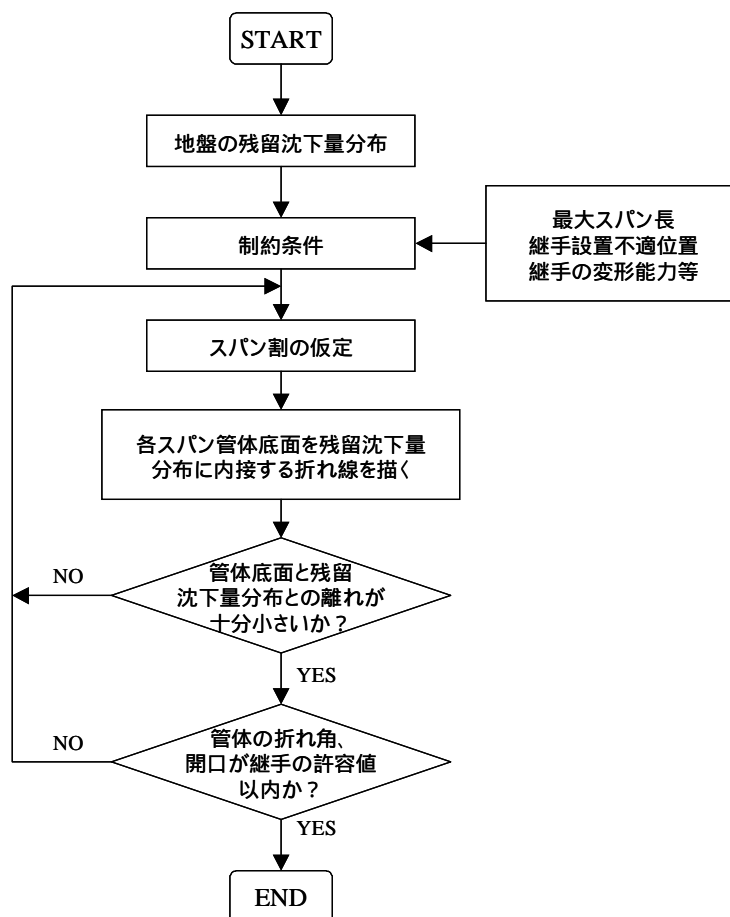 START
地盤の残留沈下量分布
制約条件
最大スパン長
継手設置不適位置
継手の変形能力等
スパン割の仮定
各スパン管体底面を残留沈下量
分布に内接する折れ線を描く
管体底面と残留
沈下量分布との離れが
十分小さいか?
NO
YES
管体の折れ角、
開口が継手の許容値
以内か?
NO
YES
END